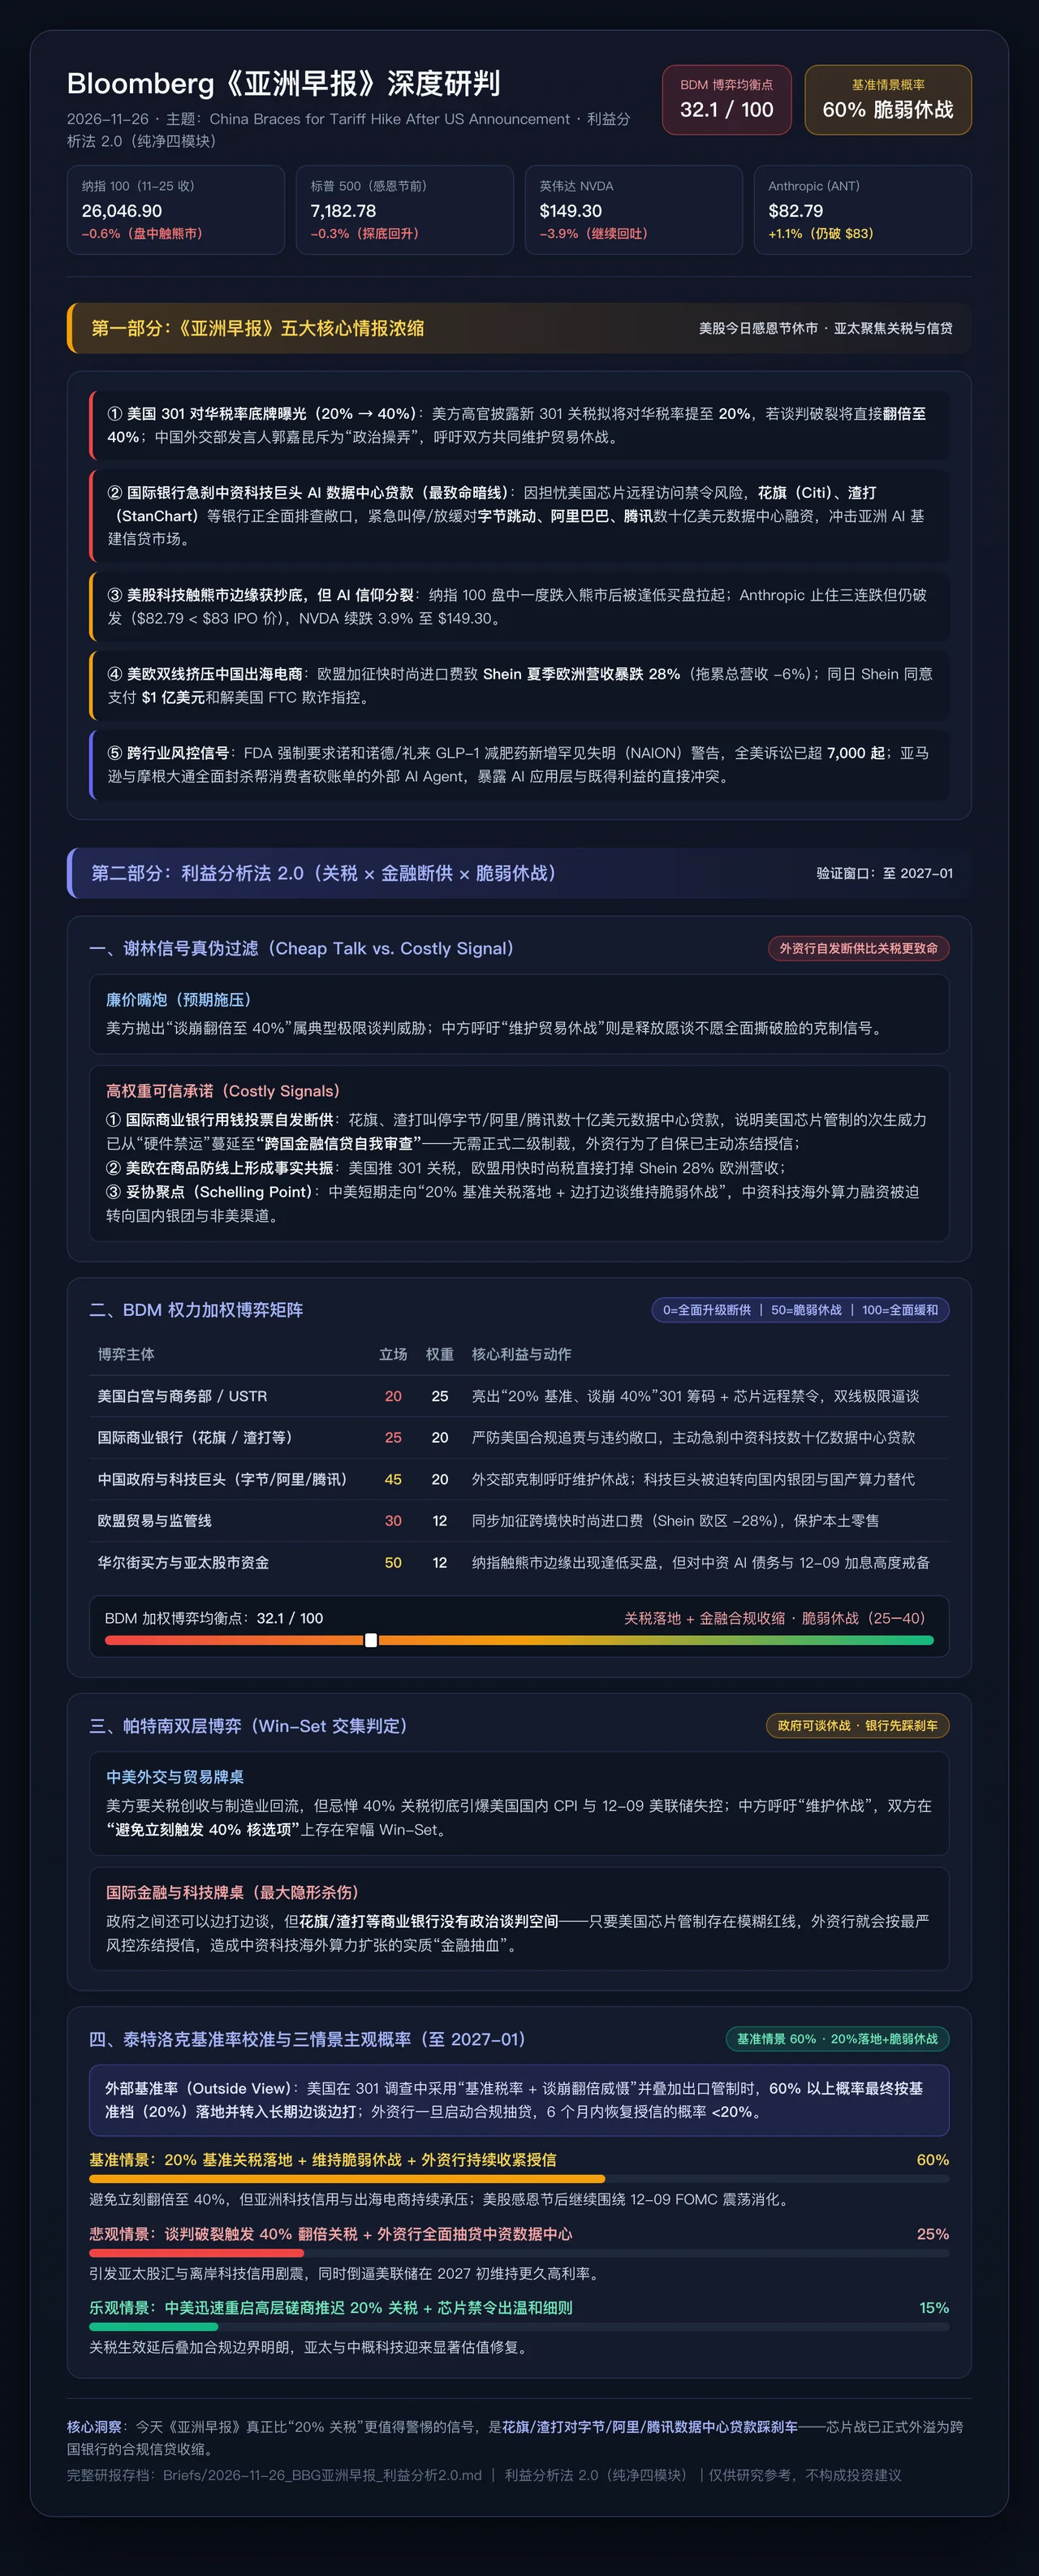 Bloomberg《亚洲早报》深度研判
2026-11-26 · 主题：China Braces for Tariff Hike After US Announcement · 利益分
析法 2.0（纯净四模块）
BDM 博弈均衡点
32.1 / 100
基准情景概率
60% 脆弱休战
纳指 100（11-25 收）
26,046.90
-0.6%（盘中触熊市）
标普 500（感恩节前）
7,182.78
-0.3%（探底回升）
英伟达 NVDA
$149.30
-3.9%（继续回吐）
Anthropic (ANT)
$82.79
+1.1%（仍破 $83）
第一部分：《亚洲早报》五大核心情报浓缩
美股今日感恩节休市 · 亚太聚焦关税与信贷
① 美国 301 对华税率底牌曝光（20% → 40%）：美方高官披露新 301 关税拟将对华税率提至 20%，若谈判破裂将直接翻倍至
40%；中国外交部发言人郭嘉昆斥为“政治操弄”，呼吁双方共同维护贸易休战。
② 国际银行急刹中资科技巨头 AI 数据中心贷款（最致命暗线）：因担忧美国芯片远程访问禁令风险，花旗（Citi）、渣打
（StanChart）等银行正全面排查敞口，紧急叫停/放缓对字节跳动、阿里巴巴、腾讯数十亿美元数据中心融资，冲击亚洲 AI 基
建信贷市场。
③ 美股科技触熊市边缘获抄底，但 AI 信仰分裂：纳指 100 盘中一度跌入熊市后被逢低买盘拉起；Anthropic 止住三连跌但仍破
发（$82.79 < $83 IPO 价），NVDA 续跌 3.9% 至 $149.30。
④ 美欧双线挤压中国出海电商：欧盟加征快时尚进口费致 Shein 夏季欧洲营收暴跌 28%（拖累总营收 -6%）；同日 Shein 同意
支付 $1 亿美元和解美国 FTC 欺诈指控。
⑤ 跨行业风控信号：FDA 强制要求诺和诺德/礼来 GLP-1 减肥药新增罕见失明（NAION）警告，全美诉讼已超 7,000 起；亚马
逊与摩根大通全面封杀帮消费者砍账单的外部 AI Agent，暴露 AI 应用层与既得利益的直接冲突。
第二部分：利益分析法 2.0（关税 × 金融断供 × 脆弱休战）
验证窗口：至 2027-01
一、谢林信号真伪过滤（Cheap Talk vs. Costly Signal）
外资行自发断供比关税更致命
廉价嘴炮（预期施压）
美方抛出“谈崩翻倍至 40%”属典型极限谈判威胁；中方呼吁“维护贸易休战”则是释放愿谈不愿全面撕破脸的克制信号。
高权重可信承诺（Costly Signals）
① 国际商业银行用钱投票自发断供：花旗、渣打叫停字节/阿里/腾讯数十亿美元数据中心贷款，说明美国芯片管制的次生威力
已从“硬件禁运”蔓延至“跨国金融信贷自我审查”——无需正式二级制裁，外资行为了自保已主动冻结授信；
② 美欧在商品防线上形成事实共振：美国推 301 关税，欧盟用快时尚税直接打掉 Shein 28% 欧洲营收；
③ 妥协聚点（Schelling Point）：中美短期走向“20% 基准关税落地 + 边打边谈维持脆弱休战”，中资科技海外算力融资被迫
转向国内银团与非美渠道。
二、BDM 权力加权博弈矩阵
0=全面升级断供 | 50=脆弱休战 | 100=全面缓和
博弈主体 立场 权重 核心利益与动作
美国白宫与商务部 / USTR 20 25 亮出“20% 基准、谈崩 40%”301 筹码 + 芯片远程禁令，双线极限逼谈
国际商业银行（花旗 / 渣打等） 25 20 严防美国合规追责与违约敞口，主动急刹中资科技数十亿数据中心贷款
中国政府与科技巨头（字节/阿里/腾讯） 45 20 外交部克制呼吁维护休战；科技巨头被迫转向国内银团与国产算力替代
欧盟贸易与监管线 30 12 同步加征跨境快时尚进口费（Shein 欧区 -28%），保护本土零售
华尔街买方与亚太股市资金 50 12 纳指触熊市边缘出现逢低买盘，但对中资 AI 债务与 12-09 加息高度戒备
BDM 加权博弈均衡点：32.1 / 100
关税落地 + 金融合规收缩 · 脆弱休战（25—40）
三、帕特南双层博弈（Win-Set 交集判定）
政府可谈休战 · 银行先踩刹车
中美外交与贸易牌桌
美方要关税创收与制造业回流，但忌惮 40% 关税彻底引爆美国国内 CPI 与 12-09 美联储失控；中方呼吁“维护休战”，双方在
“避免立刻触发 40% 核选项”上存在窄幅 Win-Set。
国际金融与科技牌桌（最大隐形杀伤）
政府之间还可以边打边谈，但花旗/渣打等商业银行没有政治谈判空间——只要美国芯片管制存在模糊红线，外资行就会按最严
风控冻结授信，造成中资科技海外算力扩张的实质“金融抽血”。
四、泰特洛克基准率校准与三情景主观概率（至 2027-01）
基准情景 60% · 20%落地+脆弱休战
外部基准率（Outside View）：美国在 301 调查中采用“基准税率 + 谈崩翻倍威慑”并叠加出口管制时，60% 以上概率最终按基
准档（20%）落地并转入长期边谈边打；外资行一旦启动合规抽贷，6 个月内恢复授信的概率 <20%。
基准情景：20% 基准关税落地 + 维持脆弱休战 + 外资行持续收紧授信
60%
避免立刻翻倍至 40%，但亚洲科技信用与出海电商持续承压；美股感恩节后继续围绕 12-09 FOMC 震荡消化。
悲观情景：谈判破裂触发 40% 翻倍关税 + 外资行全面抽贷中资数据中心
25%
引发亚太股汇与离岸科技信用剧震，同时倒逼美联储在 2027 初维持更久高利率。
乐观情景：中美迅速重启高层磋商推迟 20% 关税 + 芯片禁令出温和细则
15%
关税生效延后叠加合规边界明朗，亚太与中概科技迎来显著估值修复。
核心洞察：今天《亚洲早报》真正比“20% 关税”更值得警惕的信号，是花旗/渣打对字节/阿里/腾讯数据中心贷款踩刹车——芯片战已正式外溢为跨
国银行的合规信贷收缩。
完整研报存档：Briefs/2026-11-26_BBG亚洲早报_利益分析2.0.md | 利益分析法 2.0（纯净四模块） | 仅供研究参考，不构成投资建议